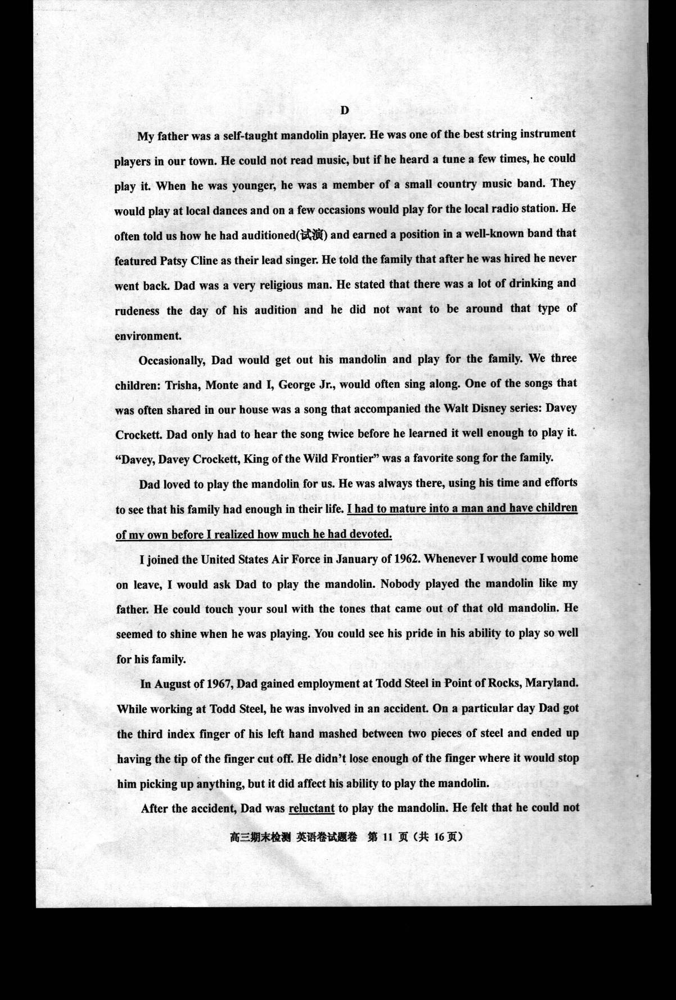 D
My father was a self-taught mandolin player. He was one of the best string instrument
players in our town. He could not read music, but if he heard a tune a few times, he could
play it. When he was younger, he was a member of a small country music band. They
would play at local dances and on a few occasions would play for the local radio station. He
often told us how he had auditioned(试演) and earned a position in a well-known band that
featured Patsy Cline as their lead singer. He told the family that after he was hired he never
went back. Dad was a very religious man. He stated that there was a lot of drinking and
rudeness the day of his audition and he did not want to be around that type of
environment.
Occasionally, Dad would get out his mandolin and play for the family. We three
children: Trisha, Monte and I, George Jr., would often sing along. One of the songs that
was often shared in our house was a song that accompanied the Walt Disney series: Davey
Crockett. Dad only had to hear the song twice before he learned it well enough to play it.
“Davey, Davey Crockett, King of the Wild Frontier” was a favorite song for the family.
Dad loved to play the mandolin for us. He was always there, using his time and efforts
to see that his family had enough in their life. I had to mature into a man and have children
of my own before I realized how much he had devoted.
I joined the United States Air Force in January of 1962. Whenever I would come home
on leave, I would ask Dad to play the mandolin. Nobody played the mandolin like my
father. He could touch your soul with the tones that came out of that old mandolin. He
seemed to shine when he was playing. You could see his pride in his ability to play so well
for his family.
In August of 1967, Dad gained employment at Todd Steel in Point of Rocks, Maryland.
While working at Todd Steel, he was involved in an accident. On a particular day Dad got
the third index finger of his left hand mashed between two pieces of steel and ended up
having the tip of the finger cut off. He didn’t lose enough of the finger where it would stop
him picking up anything, but it did affect his ability to play the mandolin.
After the accident, Dad was reluctant to play the mandolin. He felt that he could not
高三期末检测 英语卷试题卷 第 11 页（共 16 页）